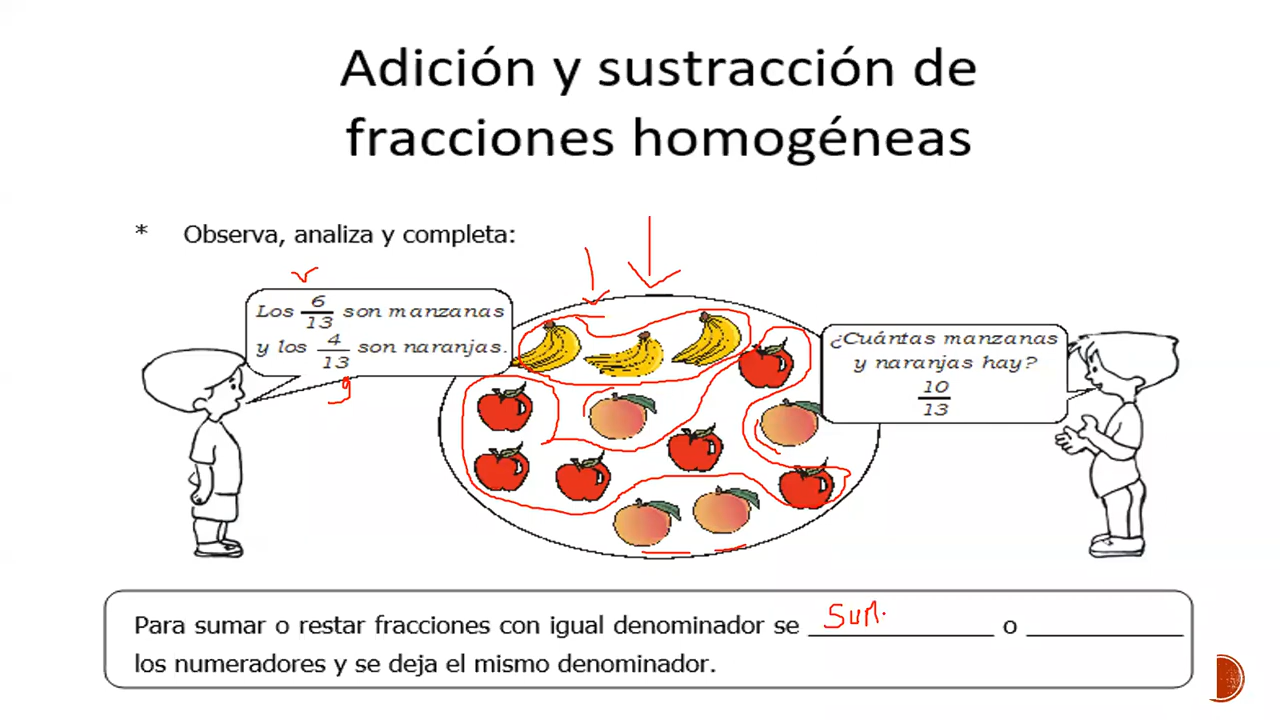 Adición y sustracción de
fracciones homogéneas
* Observa, analiza y completa:
Los 6/13 son manzanas
y los 4/13 son naranjas.
¿Cuántas manzanas
y naranjas hay?
10/13
Para sumar o restar fracciones con igual denominador se SUM. o
los numeradores y se deja el mismo denominador.